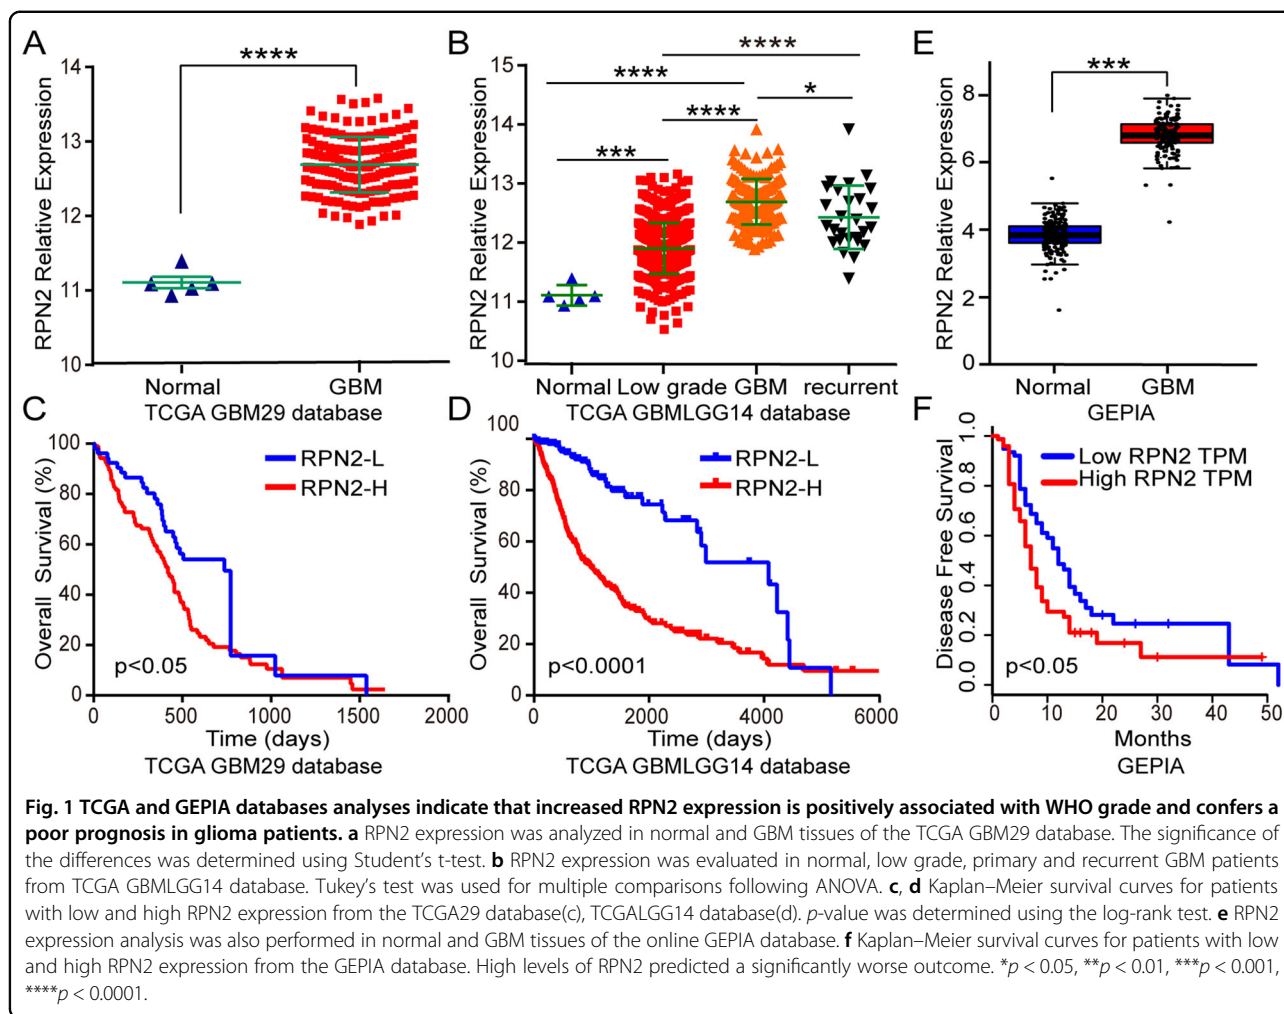 A
****
14
13
12
11
10
RPN2 Relative Expression
Normal
GBM
TCGA GBM29 database
B
****
****
*
****
***
15
14
13
12
11
10
RPN2 Relative Expression
Normal
Low grade
GBM
recurrent
TCGA GBMLGG14 database
E
***
8
6
4
2
0
RPN2 Relative Expression
Normal
GBM
GEPIA
C
100
80
60
40
20
0
Overall Survival (%)
RPN2-L
RPN2-H
p<0.05
0
500
1000
1500
2000
Time (days)
TCGA GBM29 database
D
100
80
60
40
20
0
Overall Survival (%)
RPN2-L
RPN2-H
p<0.0001
0
2000
4000
6000
Time (days)
TCGA GBMLGG14 database
F
1.0
0.8
0.6
0.4
0.2
0.0
Disease Free Survival
Low RPN2 TPM
High RPN2 TPM
p<0.05
0
10
20
30
40
50
Months
GEPIA
Fig. 1 TCGA and GEPIA databases analyses indicate that increased RPN2 expression is positively associated with WHO grade and confers a
poor prognosis in glioma patients. a RPN2 expression was analyzed in normal and GBM tissues of the TCGA GBM29 database. The significance of
the differences was determined using Student's t-test. b RPN2 expression was evaluated in normal, low grade, primary and recurrent GBM patients
from TCGA GBMLGG14 database. Tukey's test was used for multiple comparisons following ANOVA. c, d Kaplan–Meier survival curves for patients
with low and high RPN2 expression from the TCGA29 database(c), TCGALGG14 database(d). p-value was determined using the log-rank test. e RPN2
expression analysis was also performed in normal and GBM tissues of the online GEPIA database. f Kaplan–Meier survival curves for patients with low
and high RPN2 expression from the GEPIA database. High levels of RPN2 predicted a significantly worse outcome. *p < 0.05, **p < 0.01, ***p < 0.001,
****p < 0.0001.